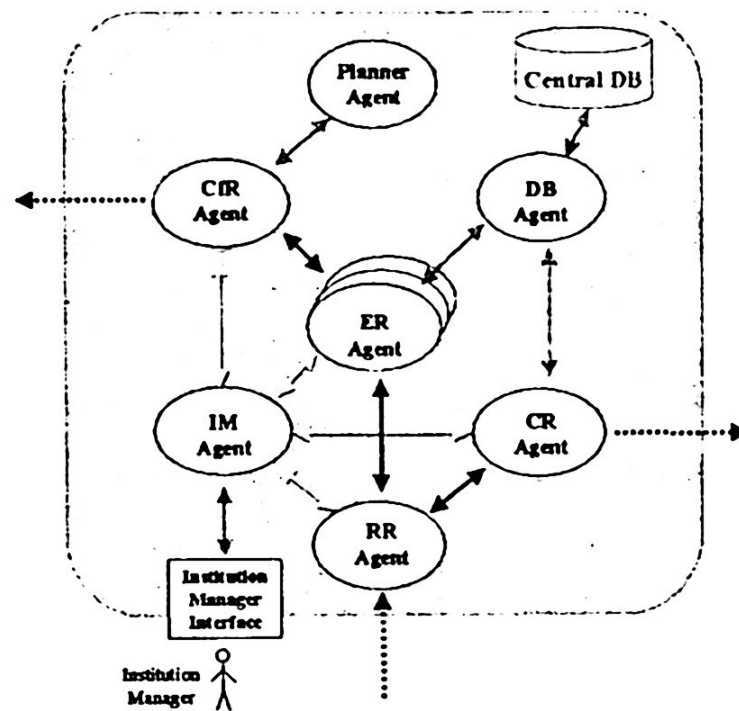 Planner
Agent
Central DB
CfR
Agent
DB
Agent
ER
Agent
IM
Agent
CR
Agent
RR
Agent
Institution
Manager
Interface
Institution
Manager